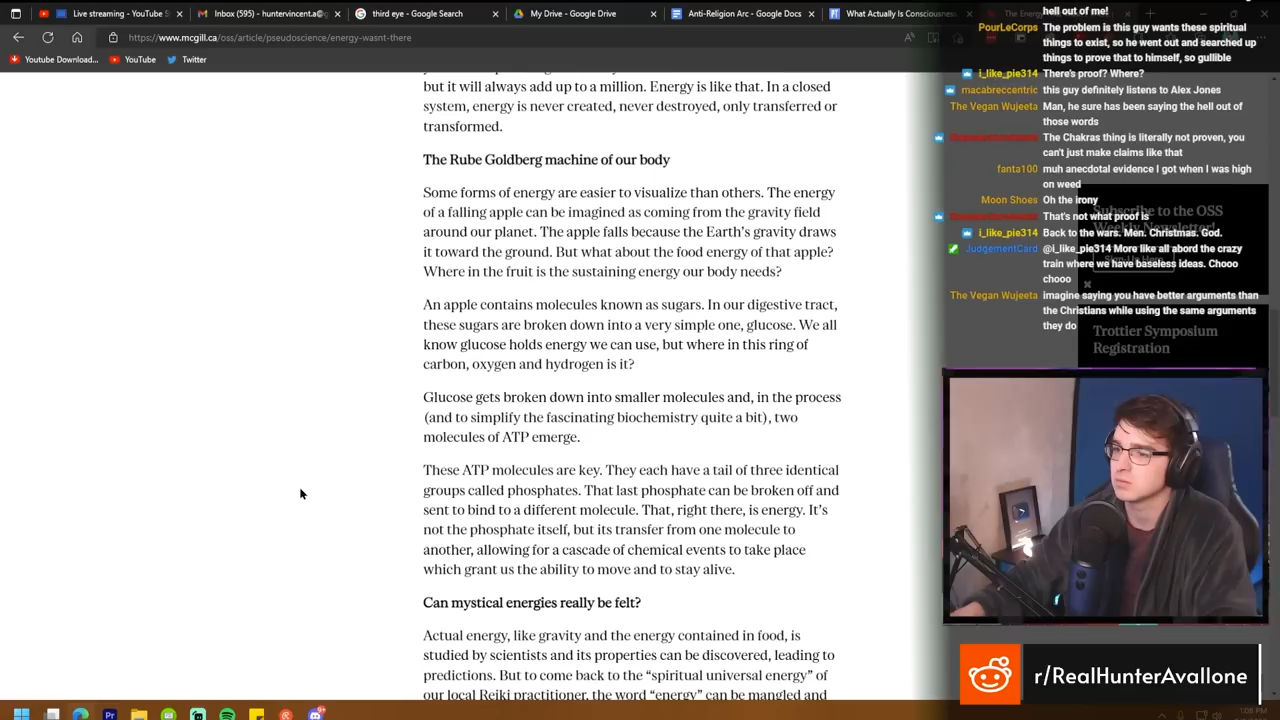 Live streaming - YouTube S
Inbox (595) - huntervincent.a@g
third eye - Google Search
My Drive - Google Drive
Anti-Religion Arc - Google Docs
What Actually Is Consciousness
The Energy
https://www.mcgill.ca/oss/article/pseudoscience/energy-wasnt-there
Youtube Download...
YouTube
Twitter
but it will always add up to a million. Energy is like that. In a closed
system, energy is never created, never destroyed, only transferred or
transformed.
The Rube Goldberg machine of our body
Some forms of energy are easier to visualize than others. The energy
of a falling apple can be imagined as coming from the gravity field
around our planet. The apple falls because the Earth's gravity draws
it toward the ground. But what about the food energy of that apple?
Where in the fruit is the sustaining energy our body needs?
An apple contains molecules known as sugars. In our digestive tract,
these sugars are broken down into a very simple one, glucose. We all
know glucose holds energy we can use, but where in this ring of
carbon, oxygen and hydrogen is it?
Glucose gets broken down into smaller molecules and, in the process
(and to simplify the fascinating biochemistry quite a bit), two
molecules of ATP emerge.
These ATP molecules are key. They each have a tail of three identical
groups called phosphates. That last phosphate can be broken off and
sent to bind to a different molecule. That, right there, is energy. It's
not the phosphate itself, but its transfer from one molecule to
another, allowing for a cascade of chemical events to take place
which grant us the ability to move and to stay alive.
Can mystical energies really be felt?
Actual energy, like gravity and the energy contained in food, is
studied by scientists and its properties can be discovered, leading to
predictions. But to come back to the “spiritual universal energy” of
our local Reiki practitioner, the word “energy” can be mangled and
hell out of me!
PourLeCorps The problem is this guy wants these spiritual
things to exist, so he went out and searched up
things to prove that to himself, so gullible
i_like_pie314 There's proof? Where?
macabreccentric this guy definitely listens to Alex Jones
The Vegan Wujeeta Man, he sure has been saying the hell out of
those words
The Chakras thing is literally not proven, you
can't just make claims like that
fanta100 muh anecdotal evidence I got when I was high
on weed
Moon Shoes Oh the irony
That's not what proof is
i_like_pie314 Back to the wars. Men. Christmas. God.
JudgementCard @i_like_pie314 More like all abord the crazy
train where we have baseless ideas. Chooo
chooo
The Vegan Wujeeta imagine saying you have better arguments than
the Christians while using the same arguments
they do
Subscribe to the OSS
Weekly Newsletter!
Sign-Up Here
Trottier Symposium
Registration
r/RealHunterAvallone
1:08 PM